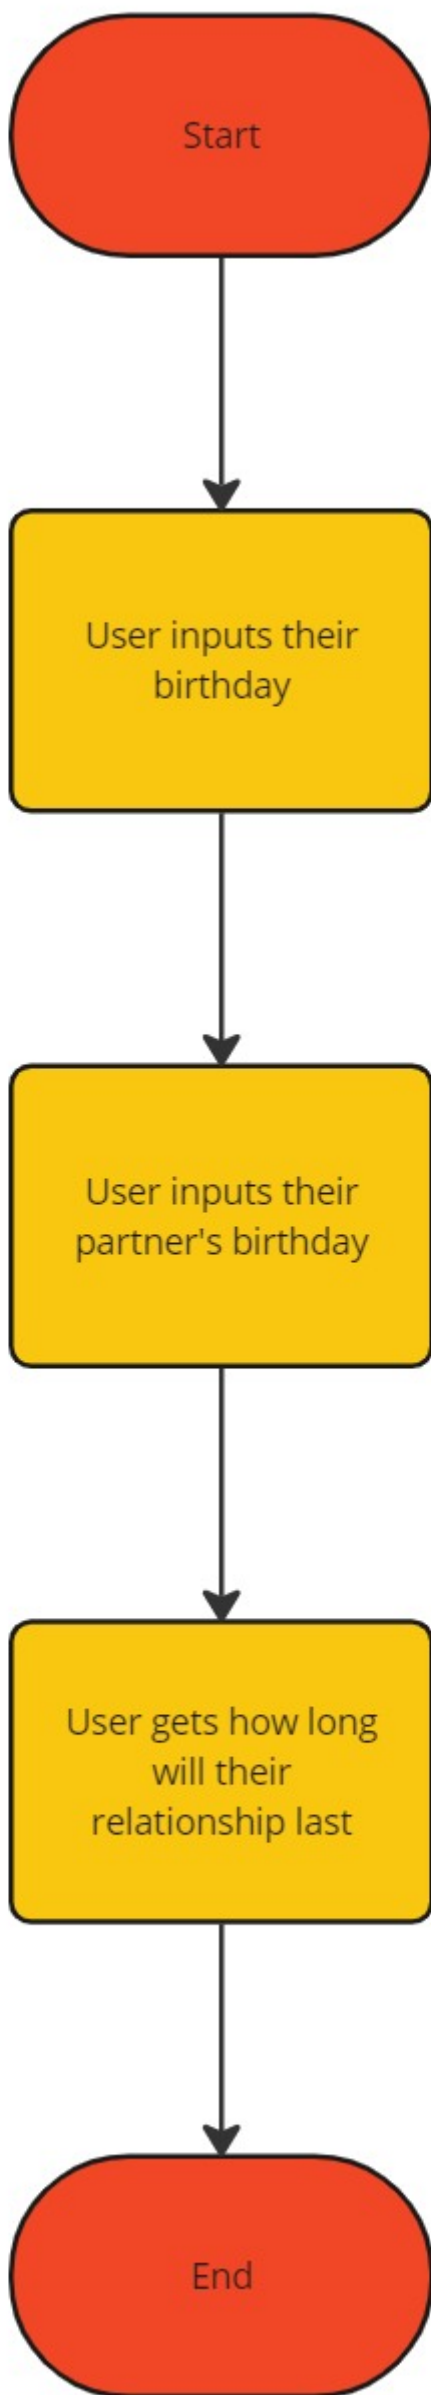 Start
User inputs their
birthday
User inputs their
partner's birthday
User gets how long
will their
relationship last
End